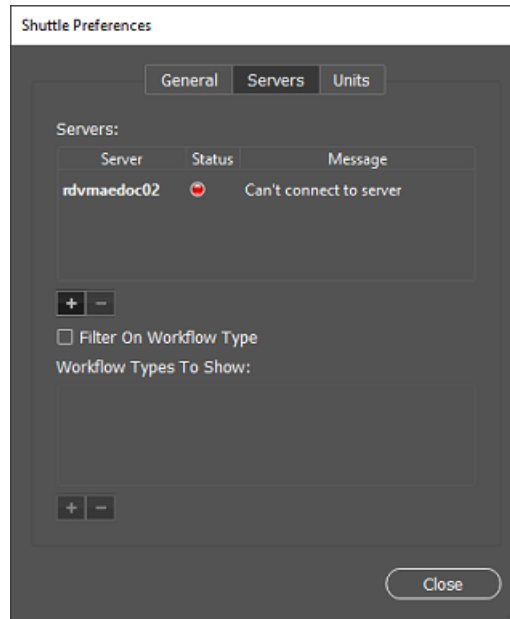 Shuttle Preferences
General Servers Units
Servers:
Server Status Message
rdvmaedoc02 Can't connect to server
+ −
Filter On Workflow Type
Workflow Types To Show:
+ −
Close